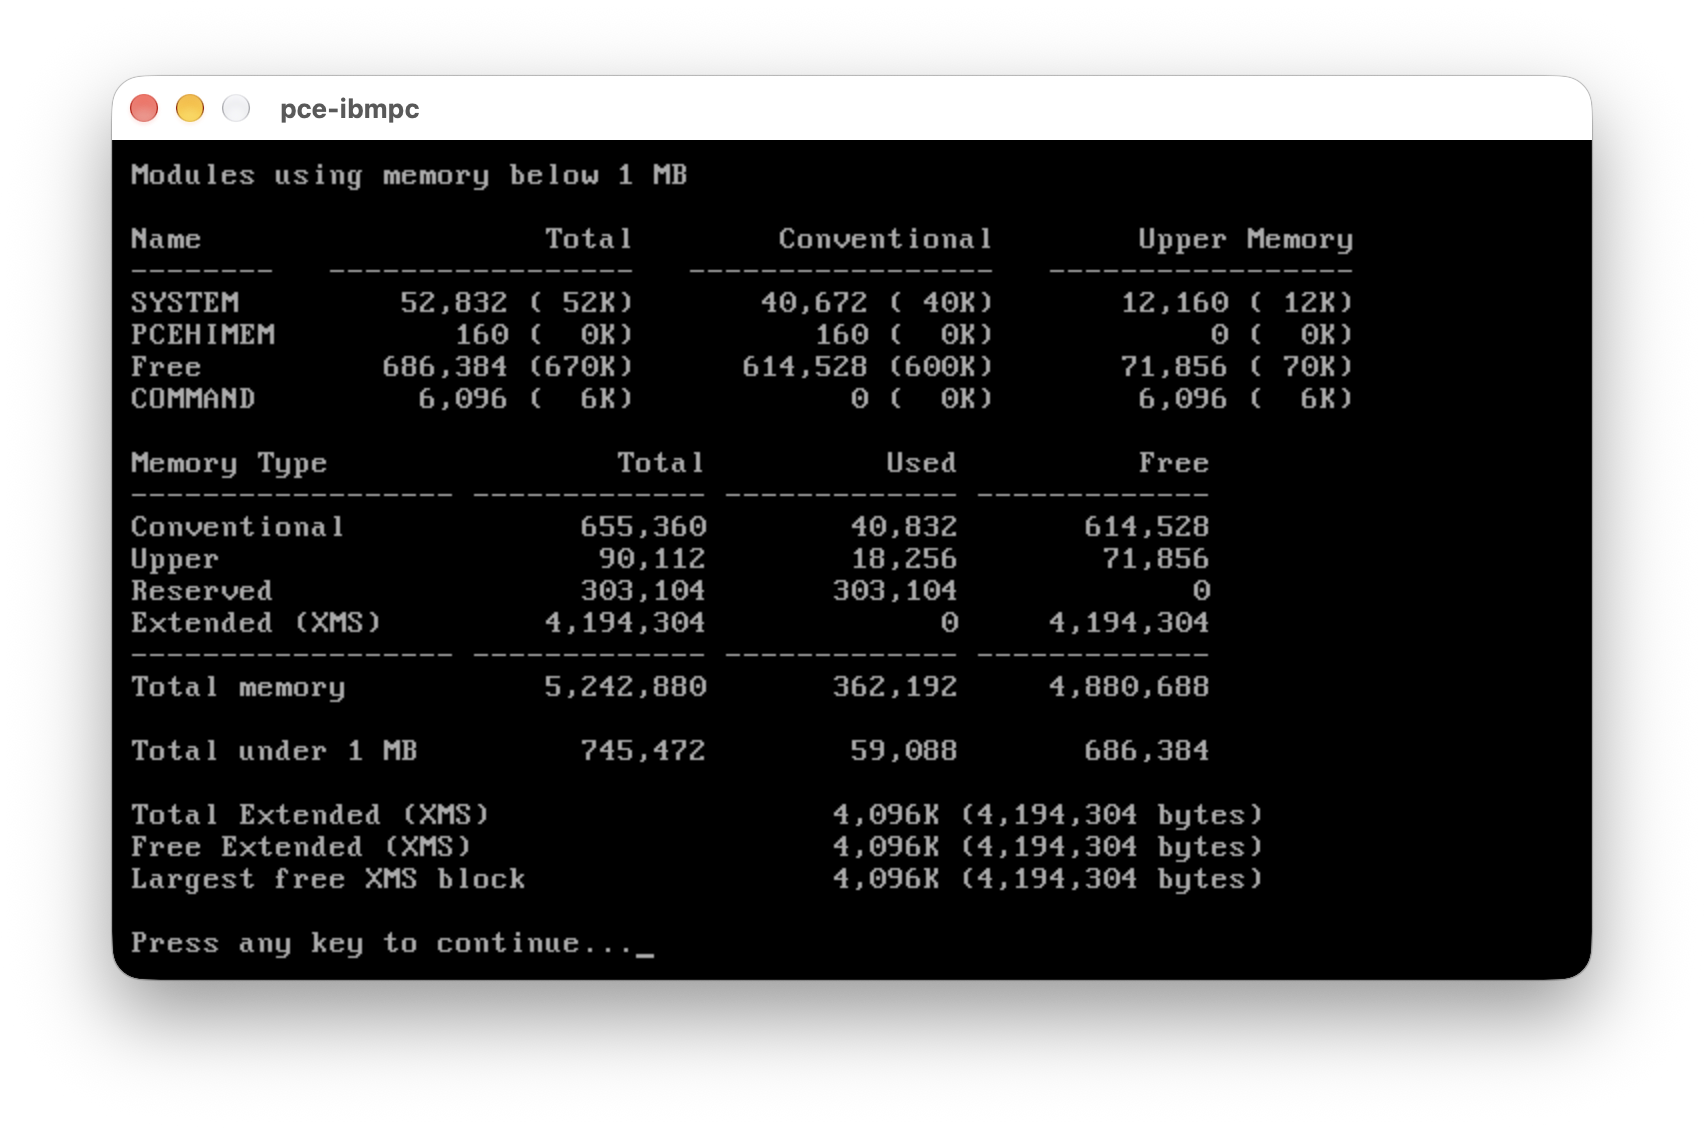 pce-ibmpc
Modules using memory below 1 MB
Name                   Total        Conventional        Upper Memory
--------   -----------------   -----------------   -----------------
SYSTEM         52,832 ( 52K)       40,672 ( 40K)       12,160 ( 12K)
PCEHIMEM          160 (  0K)          160 (  0K)            0 (  0K)
Free          686,384 (670K)      614,528 (600K)       71,856 ( 70K)
COMMAND         6,096 (  6K)            0 (  0K)        6,096 (  6K)
Memory Type                Total          Used          Free
------------------ ------------- ------------- -------------
Conventional             655,360        40,832       614,528
Upper                     90,112        18,256        71,856
Reserved                 303,104       303,104             0
Extended (XMS)         4,194,304             0     4,194,304
------------------ ------------- ------------- -------------
Total memory           5,242,880       362,192     4,880,688
Total under 1 MB         745,472        59,088       686,384
Total Extended (XMS)                   4,096K (4,194,304 bytes)
Free Extended (XMS)                    4,096K (4,194,304 bytes)
Largest free XMS block                 4,096K (4,194,304 bytes)
Press any key to continue..._